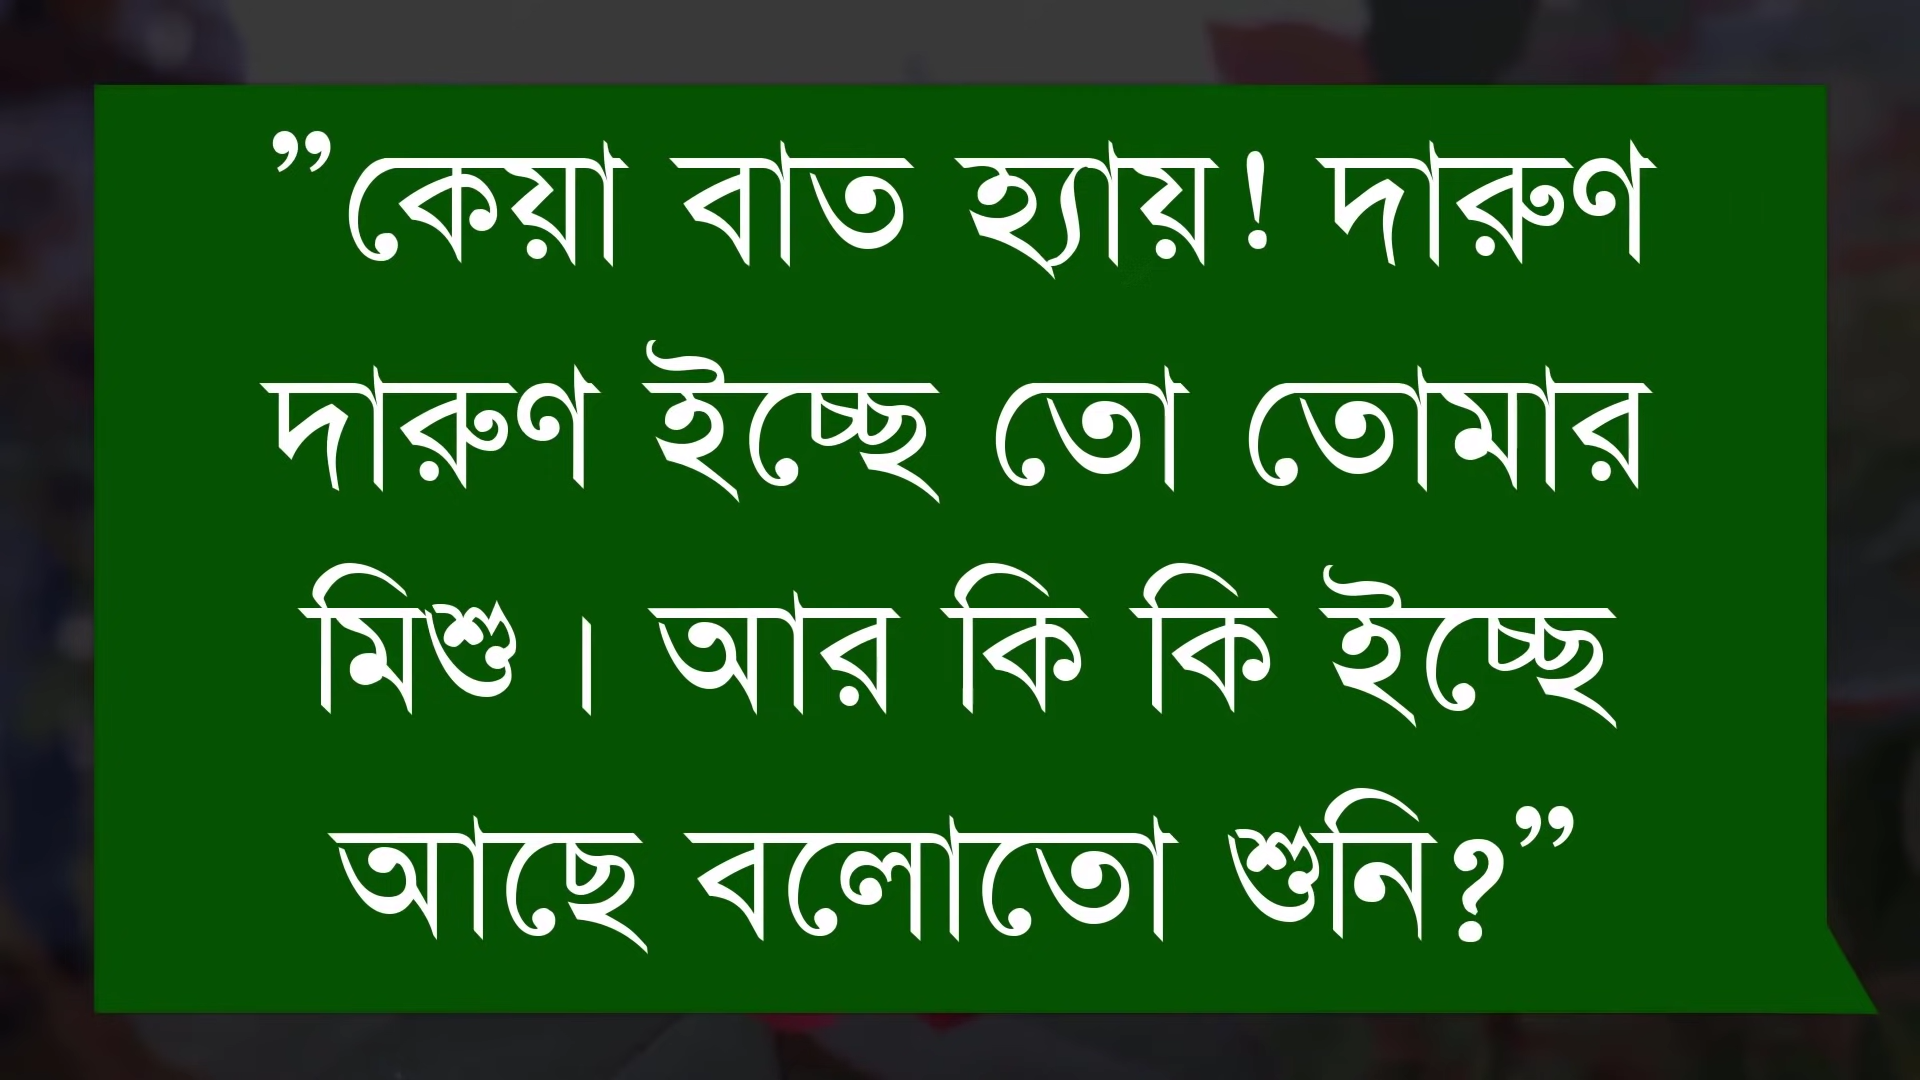 ”কেয়া বাত হ্যায়! দারুণ
দারুণ ইচ্ছে তো তোমার
মিশু । আর কি কি ইচ্ছে
আছে বলোতো শুনি?”